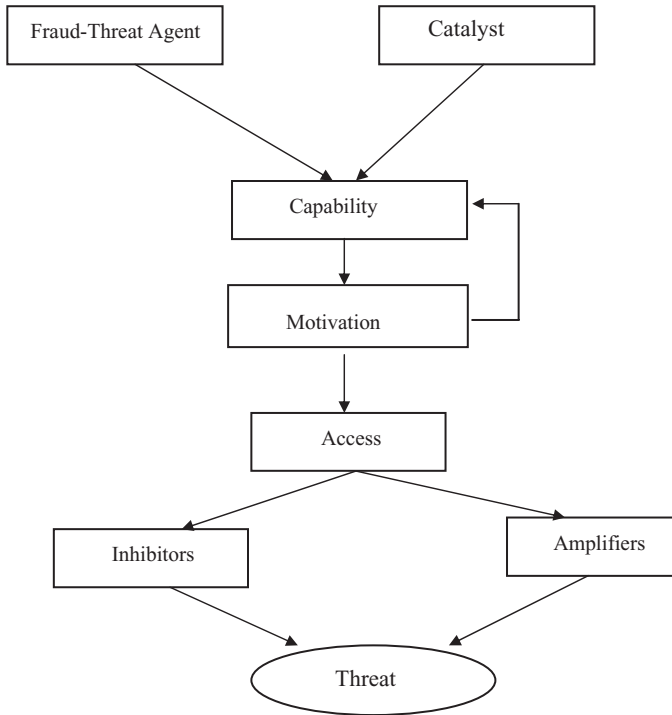 Fraud-Threat Agent
Catalyst
Capability
Motivation
Access
Inhibitors
Amplifiers
Threat